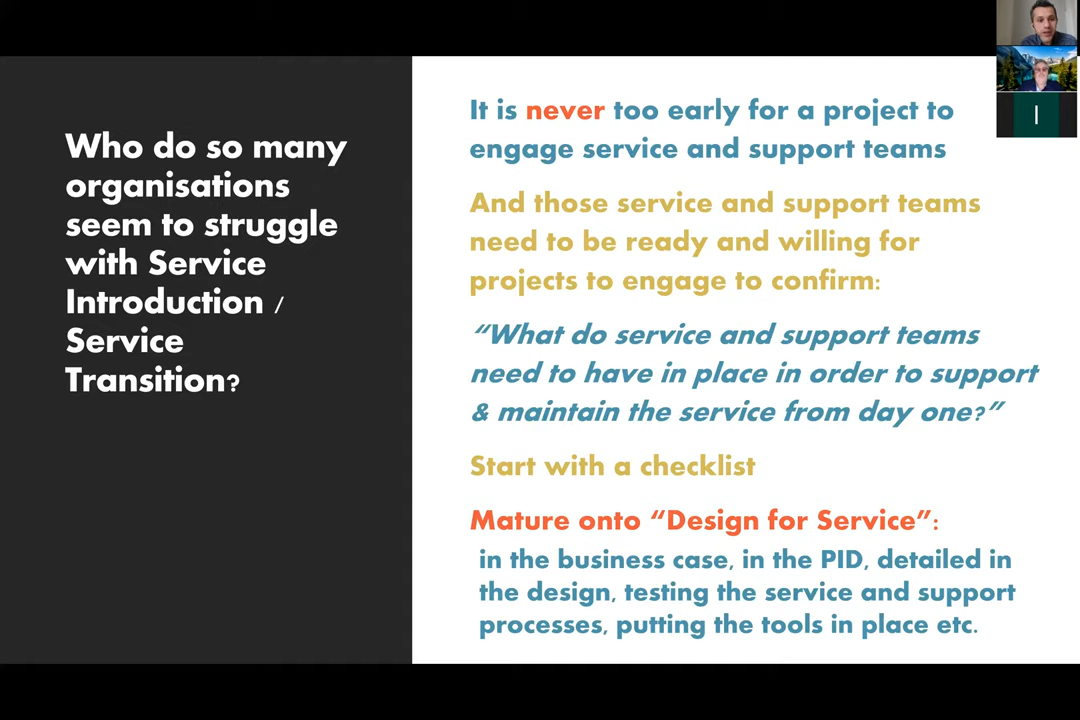 Who do so many
organisations
seem to struggle
with Service
Introduction /
Service
Transition?
It is never too early for a project to
engage service and support teams
And those service and support teams
need to be ready and willing for
projects to engage to confirm:
“What do service and support teams
need to have in place in order to support
& maintain the service from day one?”
Start with a checklist
Mature onto “Design for Service”:
in the business case, in the PID, detailed in
the design, testing the service and support
processes, putting the tools in place etc.
I